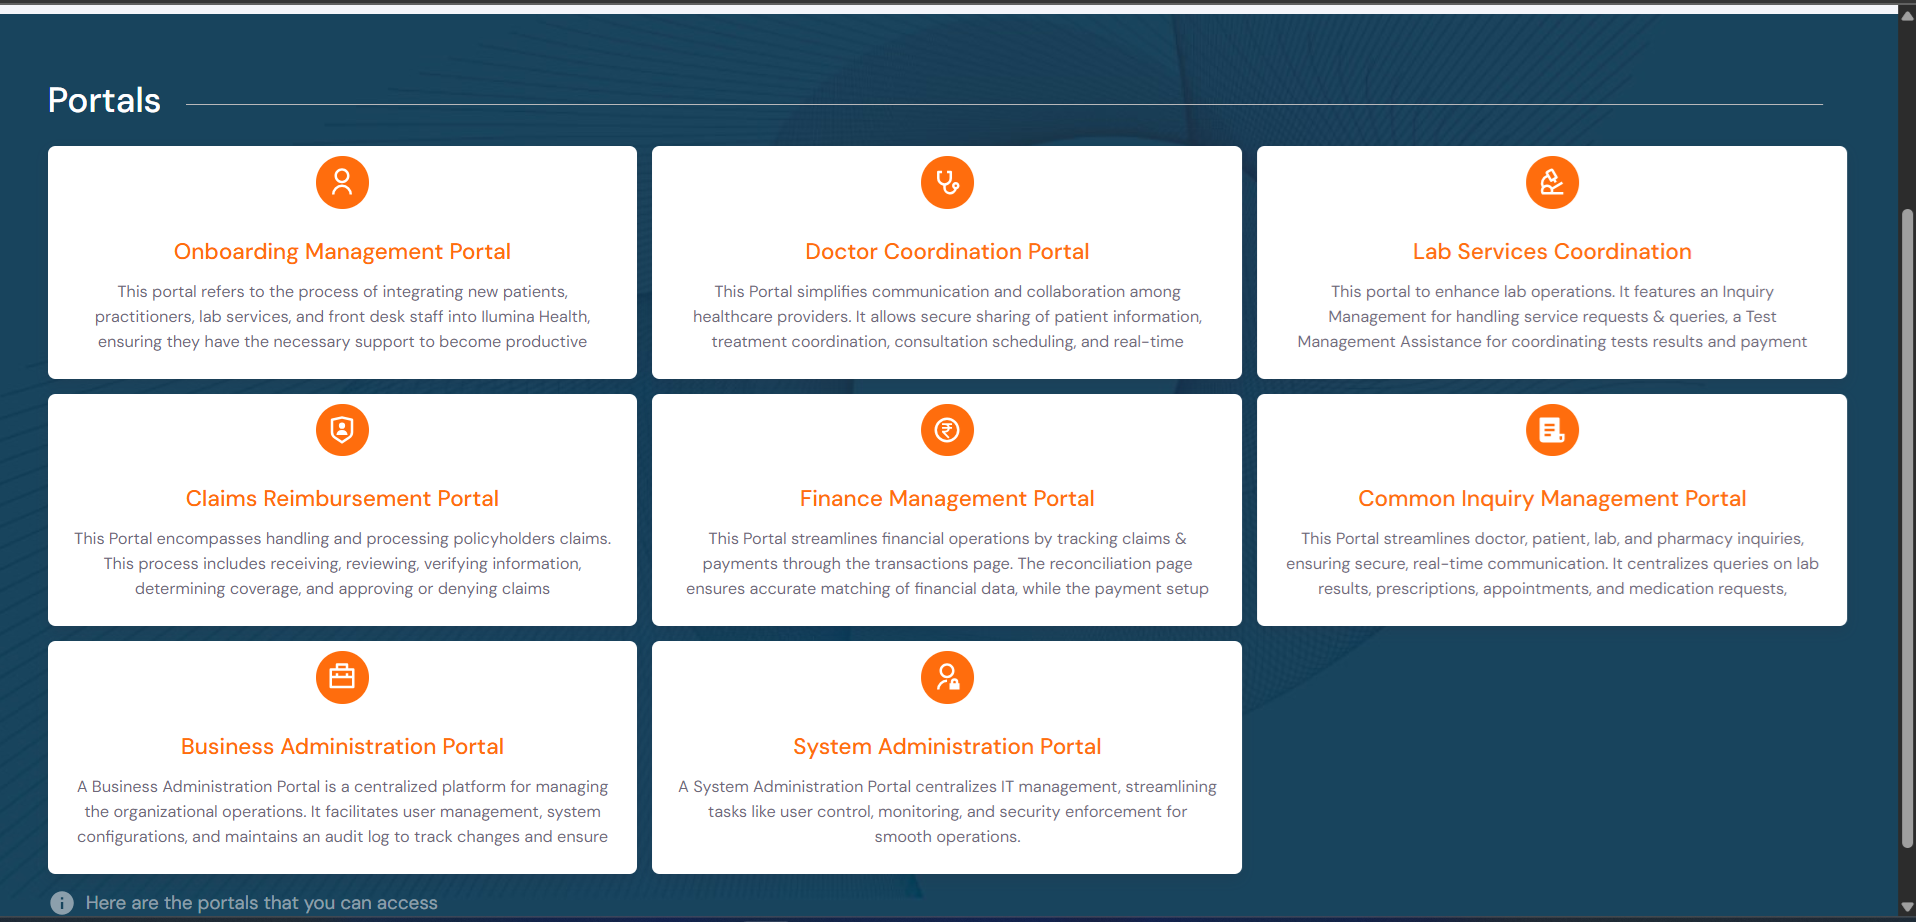 Portals
Onboarding Management Portal
This portal refers to the process of integrating new patients,
practitioners, lab services, and front desk staff into Ilumina Health,
ensuring they have the necessary support to become productive
Doctor Coordination Portal
This Portal simplifies communication and collaboration among
healthcare providers. It allows secure sharing of patient information,
treatment coordination, consultation scheduling, and real-time
Lab Services Coordination
This portal to enhance lab operations. It features an Inquiry
Management for handling service requests & queries, a Test
Management Assistance for coordinating tests results and payment
Claims Reimbursement Portal
This Portal encompasses handling and processing policyholders claims.
This process includes receiving, reviewing, verifying information,
determining coverage, and approving or denying claims
Finance Management Portal
This Portal streamlines financial operations by tracking claims &
payments through the transactions page. The reconciliation page
ensures accurate matching of financial data, while the payment setup
Common Inquiry Management Portal
This Portal streamlines doctor, patient, lab, and pharmacy inquiries,
ensuring secure, real-time communication. It centralizes queries on lab
results, prescriptions, appointments, and medication requests,
Business Administration Portal
A Business Administration Portal is a centralized platform for managing
the organizational operations. It facilitates user management, system
configurations, and maintains an audit log to track changes and ensure
System Administration Portal
A System Administration Portal centralizes IT management, streamlining
tasks like user control, monitoring, and security enforcement for
smooth operations.
Here are the portals that you can access